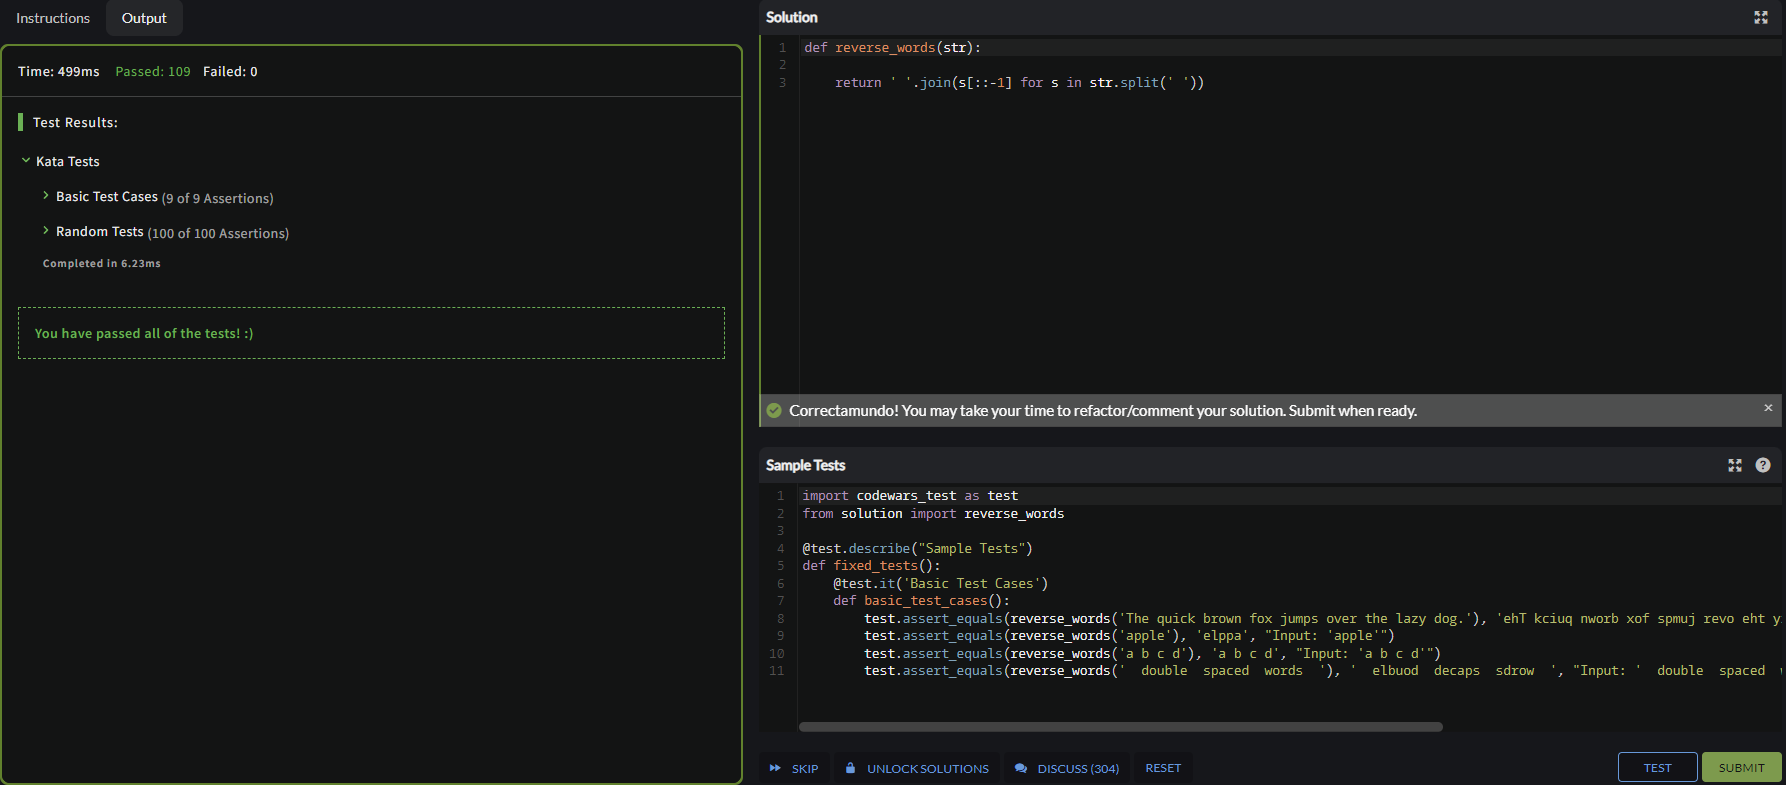 Instructions
Output
Time: 499ms Passed: 109 Failed: 0
Test Results:
Kata Tests
Basic Test Cases (9 of 9 Assertions)
Random Tests (100 of 100 Assertions)
Completed in 6.23ms
You have passed all of the tests! :)
Solution
1 def reverse_words(str):
2
3     return ' '.join(s[::-1] for s in str.split(' '))
Correctamundo! You may take your time to refactor/comment your solution. Submit when ready.
×
Sample Tests
?
1 import codewars_test as test
2 from solution import reverse_words
3
4 @test.describe("Sample Tests")
5 def fixed_tests():
6     @test.it('Basic Test Cases')
7     def basic_test_cases():
8         test.assert_equals(reverse_words('The quick brown fox jumps over the lazy dog.'), 'ehT kciuq nworb xof spmuj revo eht
9         test.assert_equals(reverse_words('apple'), 'elppa', "Input: 'apple'")
10         test.assert_equals(reverse_words('a b c d'), 'a b c d', "Input: 'a b c d'")
11         test.assert_equals(reverse_words('  double  spaced  words  '), '  elbuod  decaps  sdrow  ', "Input: '  double  spaced
SKIP
UNLOCK SOLUTIONS
DISCUSS (304)
RESET
TEST
SUBMIT